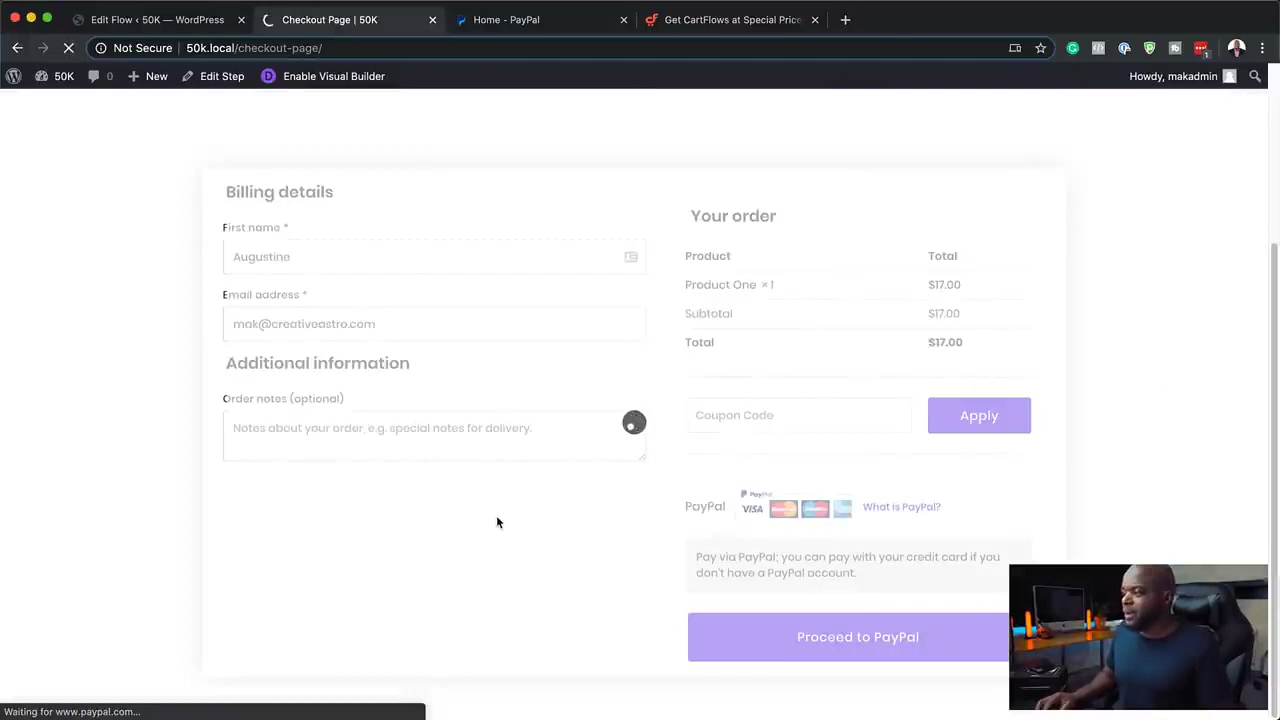 Edit Flow ‹ 50K — WordPress
Checkout Page | 50K
Home - PayPal
Get CartFlows at Special Price
Not Secure | 50k.local/checkout-page/
50K 0 New Edit Step Enable Visual Builder Howdy, makadmin
Billing details
First name *
Augustine
Email address *
mak@creativeastro.com
Additional information
Order notes (optional)
Notes about your order, e.g. special notes for delivery.
Your order
Product Total
Product One × 1 $17.00
Subtotal $17.00
Total $17.00
Coupon Code Apply
PayPal PayPal VISA What is PayPal?
Pay via PayPal; you can pay with your credit card if you
don't have a PayPal account.
Proceed to PayPal
Waiting for www.paypal.com...